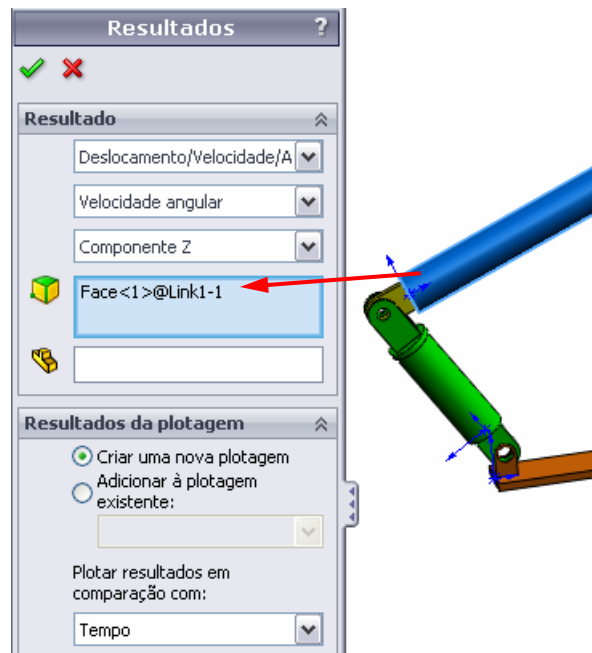 Resultados ?
Resultado
Deslocamento/Velocidade/A
Velocidade angular
Componente Z
Face<1>@Link1-1
Resultados da plotagem
Criar uma nova plotagem
Adicionar à plotagem
existente:
Plotar resultados em
comparação com:
Tempo